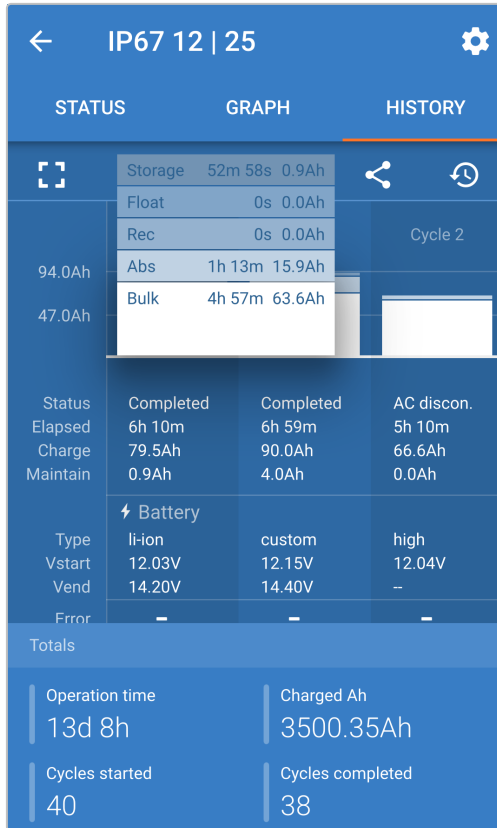 IP67 12 | 25
STATUS GRAPH HISTORY
Storage 52m 58s 0.9Ah
Float 0s 0.0Ah
Rec 0s 0.0Ah
Abs 1h 13m 15.9Ah
Bulk 4h 57m 63.6Ah
Cycle 2
94.0Ah
47.0Ah
Status Completed Completed AC discon.
Elapsed 6h 10m 6h 59m 5h 10m
Charge 79.5Ah 90.0Ah 66.6Ah
Maintain 0.9Ah 4.0Ah 0.0Ah
Battery
Type li-ion custom high
Vstart 12.03V 12.15V 12.04V
Vend 14.20V 14.40V --
Error – – –
Totals
Operation time Charged Ah
13d 8h 3500.35Ah
Cycles started Cycles completed
40 38